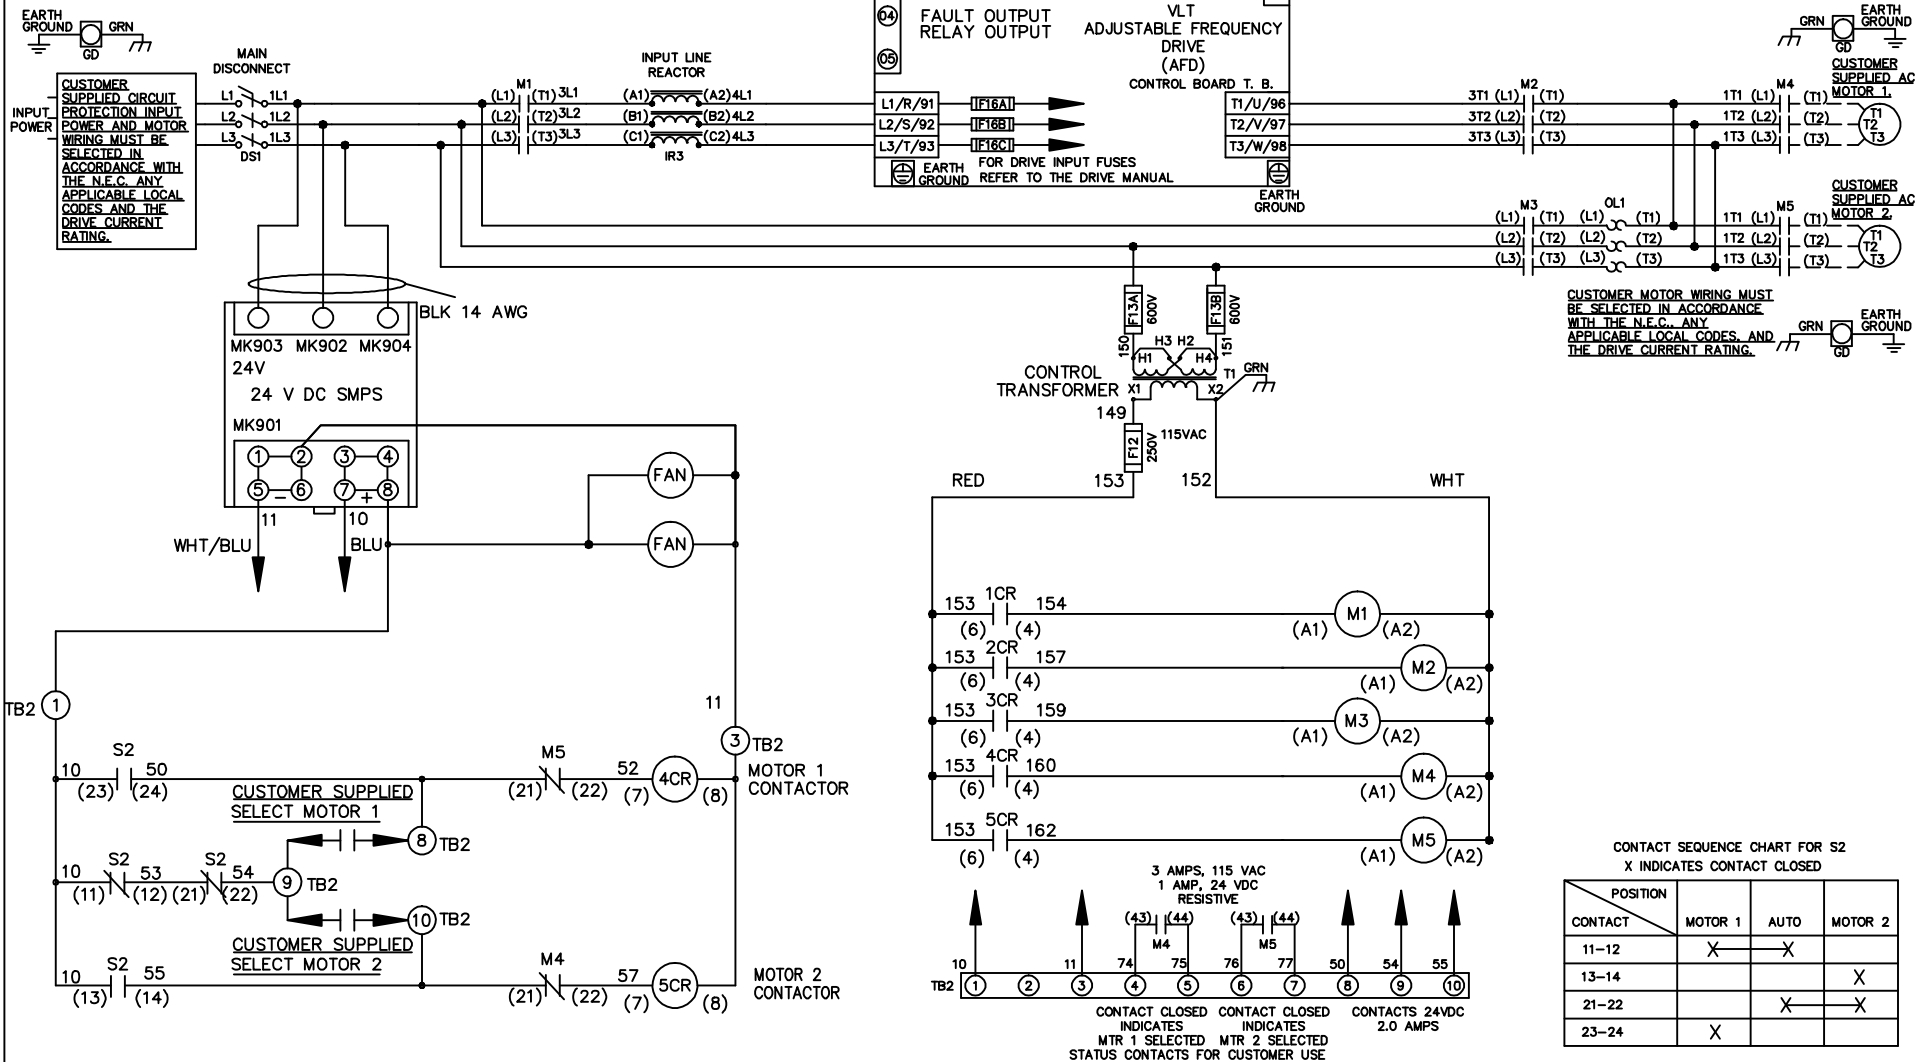 EARTH
GROUND
GRN
GD
MAIN
DISCONNECT
CUSTOMER
SUPPLIED CIRCUIT
PROTECTION INPUT
POWER AND MOTOR
WIRING MUST BE
SELECTED IN
ACCORDANCE WITH
THE N.E.C. ANY
APPLICABLE LOCAL
CODES AND THE
DRIVE CURRENT
RATING.
INPUT
POWER
L1 1L1
L2 1L2
L3 1L3
DS1
M1
(L1) (T1) 3L1
(L2) (T2) 3L2
(L3) (T3) 3L3
INPUT LINE
REACTOR
(A1) (A2) 4L1
(B1) (B2) 4L2
(C1) (C2) 4L3
IR3
04
05
FAULT OUTPUT
RELAY OUTPUT
VLT
ADJUSTABLE FREQUENCY
DRIVE
(AFD)
CONTROL BOARD T. B.
L1/R/91 F16A T1/U/96
L2/S/92 F16B T2/V/97
L3/T/93 F16C T3/W/98
EARTH
GROUND
FOR DRIVE INPUT FUSES
REFER TO THE DRIVE MANUAL
EARTH
GROUND
M2
3T1 (L1) (T1)
3T2 (L2) (T2)
3T3 (L3) (T3)
GRN
GD
EARTH
GROUND
CUSTOMER
SUPPLIED AC
MOTOR 1.
M4
1T1 (L1) (T1)
1T2 (L2) (T2)
1T3 (L3) (T3)
T1
T2
T3
CUSTOMER
SUPPLIED AC
MOTOR 2.
M3 OL1 M5
(L1) (T1) (L1) (T1) 1T1 (L1) (T1)
(L2) (T2) (L2) (T2) 1T2 (L2) (T2)
(L3) (T3) (L3) (T3) 1T3 (L3) (T3)
T1
T2
T3
CUSTOMER MOTOR WIRING MUST
BE SELECTED IN ACCORDANCE
WITH THE N.E.C., ANY
APPLICABLE LOCAL CODES, AND
THE DRIVE CURRENT RATING.
GRN
GD
EARTH
GROUND
BLK 14 AWG
MK903 MK902 MK904
24V
24 V DC SMPS
MK901
1 2 3 4
5 - 6 7 + 8
11 10
WHT/BLU BLU
FAN
FAN
F13A
600V
F13B
600V
150 151
H1 H3 H2 H4
CONTROL
TRANSFORMER
X1 X2 T1
GRN
149
F12
250V
115VAC
RED 153 152 WHT
153 1CR 154 M1
(6) (4) (A1) (A2)
153 2CR 157 M2
(6) (4) (A1) (A2)
153 3CR 159 M3
(6) (4) (A1) (A2)
153 4CR 160 M4
(6) (4) (A1) (A2)
153 5CR 162 M5
(6) (4) (A1) (A2)
TB2 1
11
3 TB2
10 S2 50 M5 52 4CR
(23) (24) (21) (22) (7) (8)
MOTOR 1
CONTACTOR
CUSTOMER SUPPLIED
SELECT MOTOR 1
8 TB2
10 S2 53 S2 54 9 TB2
(11) (12) (21) (22)
10 TB2
CUSTOMER SUPPLIED
SELECT MOTOR 2
10 S2 55 M4 57 5CR
(13) (14) (21) (22) (7) (8)
MOTOR 2
CONTACTOR
3 AMPS, 115 VAC
1 AMP, 24 VDC
RESISTIVE
(43) (44) (43) (44)
M4 M5
10 11 74 75 76 77 50 54 55
TB2 1 2 3 4 5 6 7 8 9 10
CONTACT CLOSED
INDICATES
MTR 1 SELECTED
CONTACT CLOSED
INDICATES
MTR 2 SELECTED
STATUS CONTACTS FOR CUSTOMER USE
CONTACTS 24VDC
2.0 AMPS
CONTACT SEQUENCE CHART FOR S2
X INDICATES CONTACT CLOSED
POSITION
CONTACT MOTOR 1 AUTO MOTOR 2
11-12 X X
13-14 X
21-22 X X
23-24 X